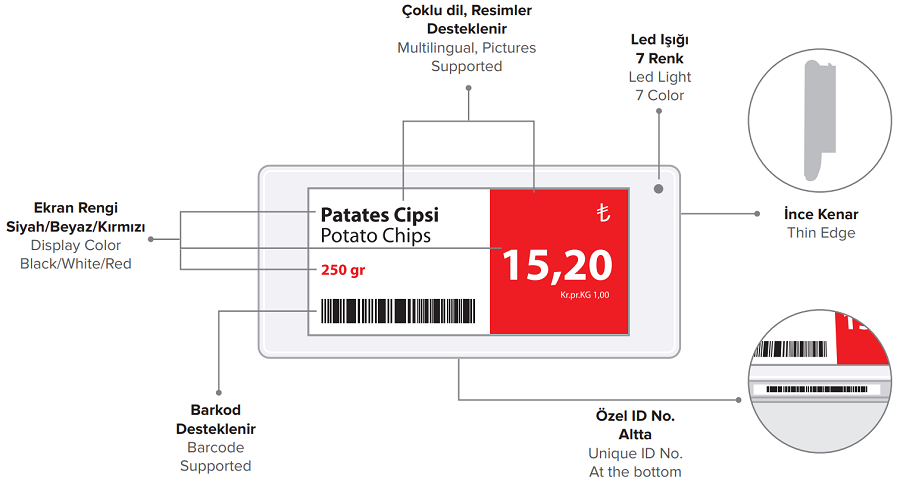 Çoklu dil, Resimler
Desteklenir
Multilingual, Pictures
Supported
Led Işığı
7 Renk
Led Light
7 Color
Ekran Rengi
Siyah/Beyaz/Kırmızı
Display Color
Black/White/Red
Patates Cipsi
Potato Chips
250 gr
₺
15,20
Kr.pr.KG 1,00
İnce Kenar
Thin Edge
Barkod
Desteklenir
Barcode
Supported
Özel ID No.
Altta
Unique ID No.
At the bottom